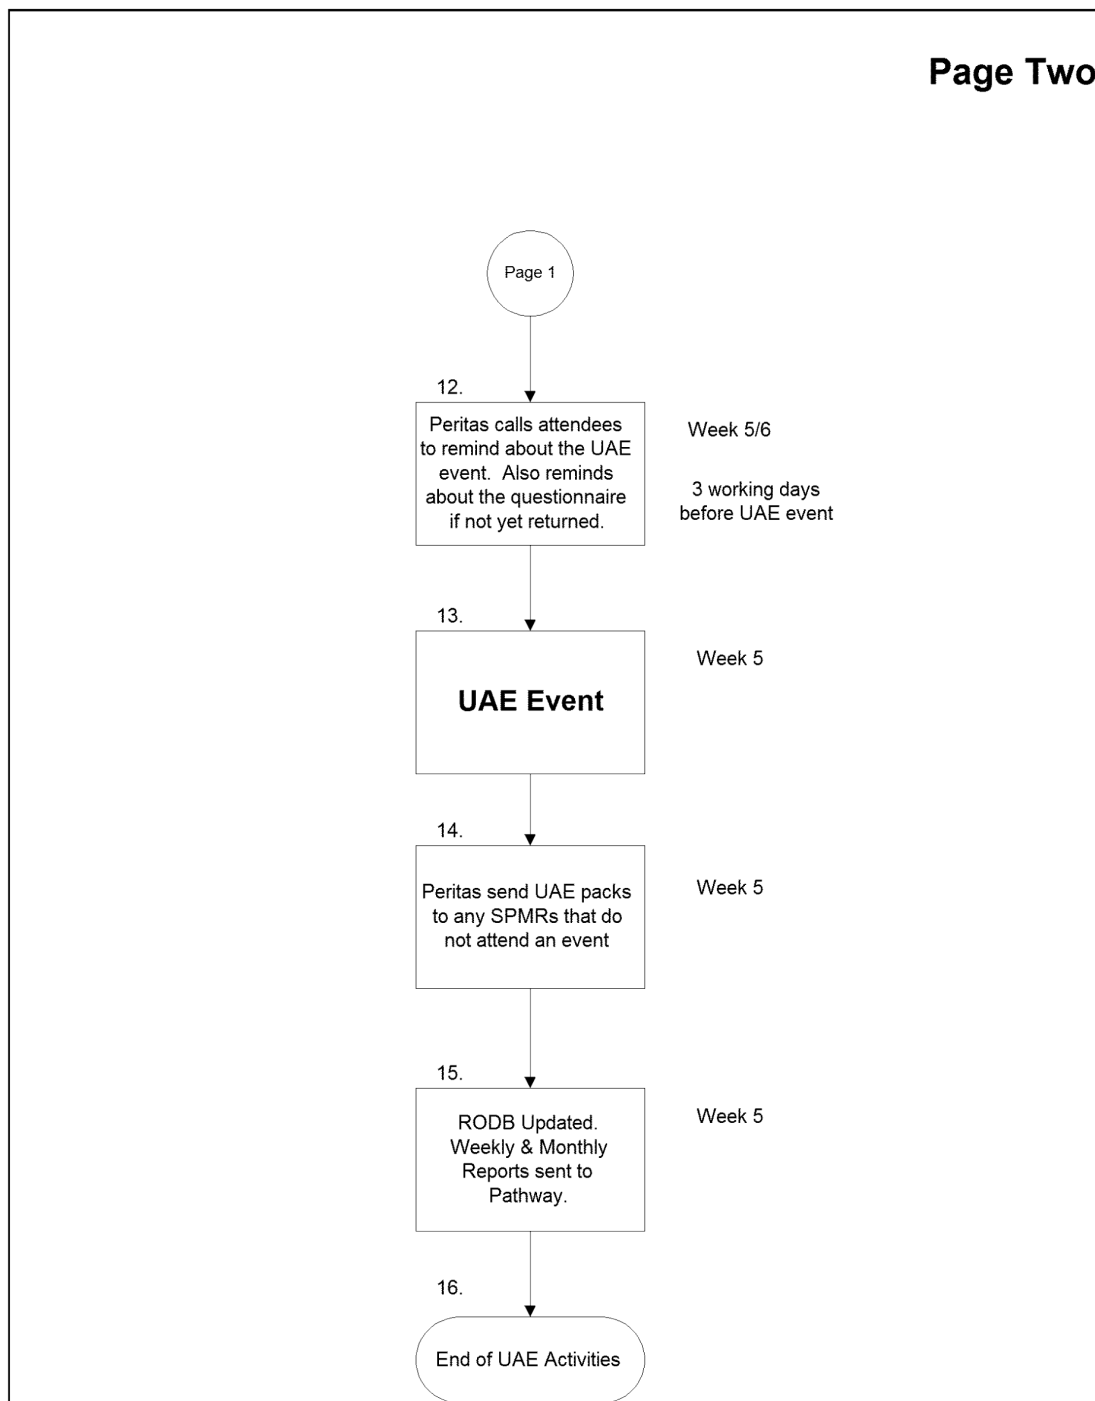 Page Two
Page 1
12.
Peritas calls attendees
to remind about the UAE
event.  Also reminds
about the questionnaire
if not yet returned.
Week 5/6
3 working days
before UAE event
13.
UAE Event
Week 5
14.
Peritas send UAE packs
to any SPMRs that do
not attend an event
Week 5
15.
RODB Updated.
Weekly & Monthly
Reports sent to
Pathway.
Week 5
16.
End of UAE Activities